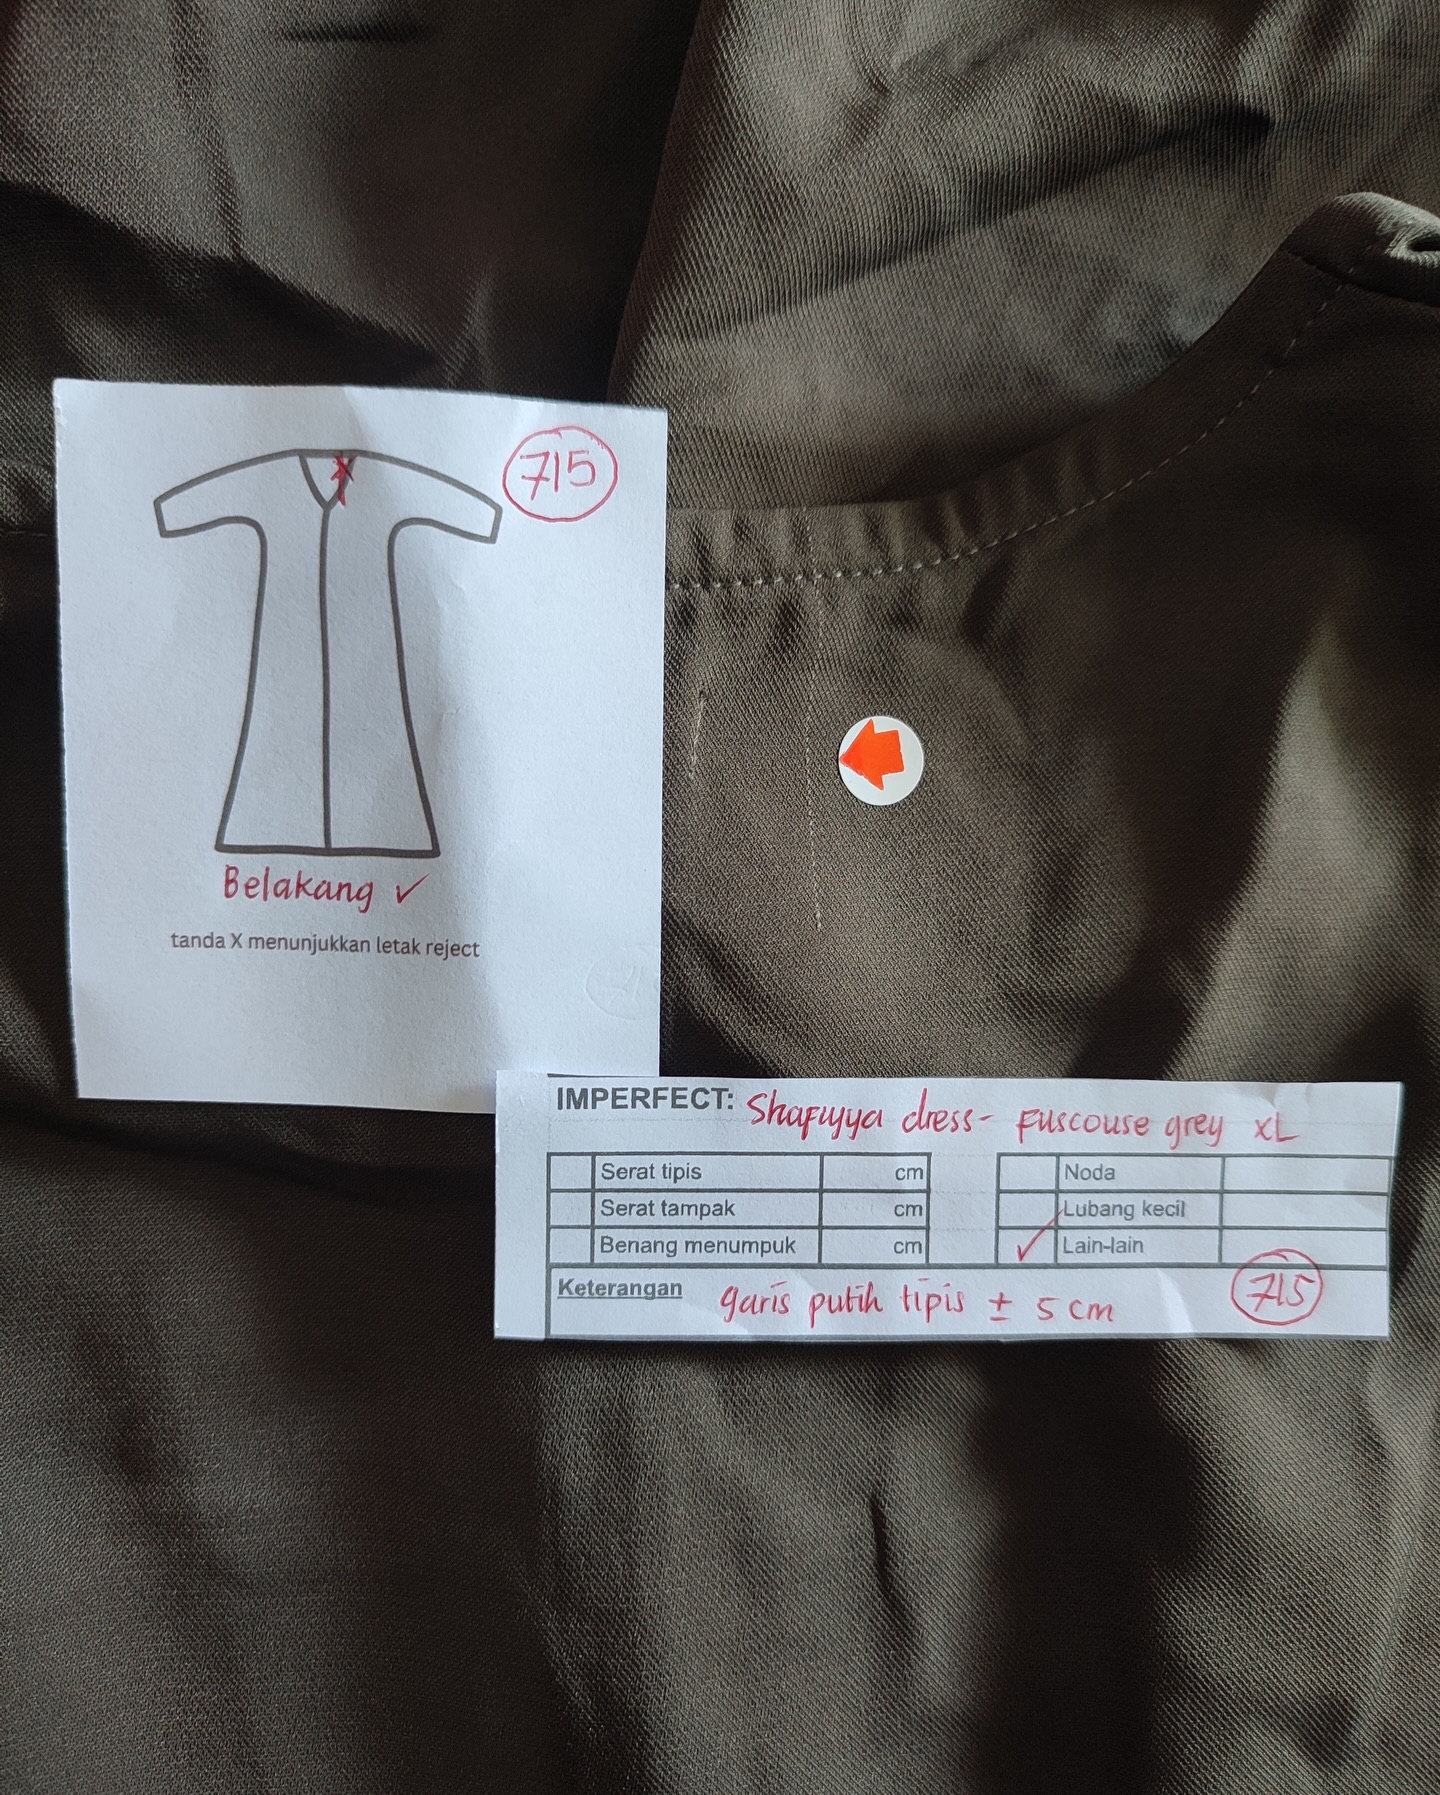 715
Belakang ✓
tanda X menunjukkan letak reject
IMPERFECT: Shafiyya dress - Fuscouse grey XL
Serat tipis cm Noda
Serat tampak cm Lubang kecil
Benang menumpuk cm ✓ Lain-lain
Keterangan garis putih tipis ± 5 cm 715